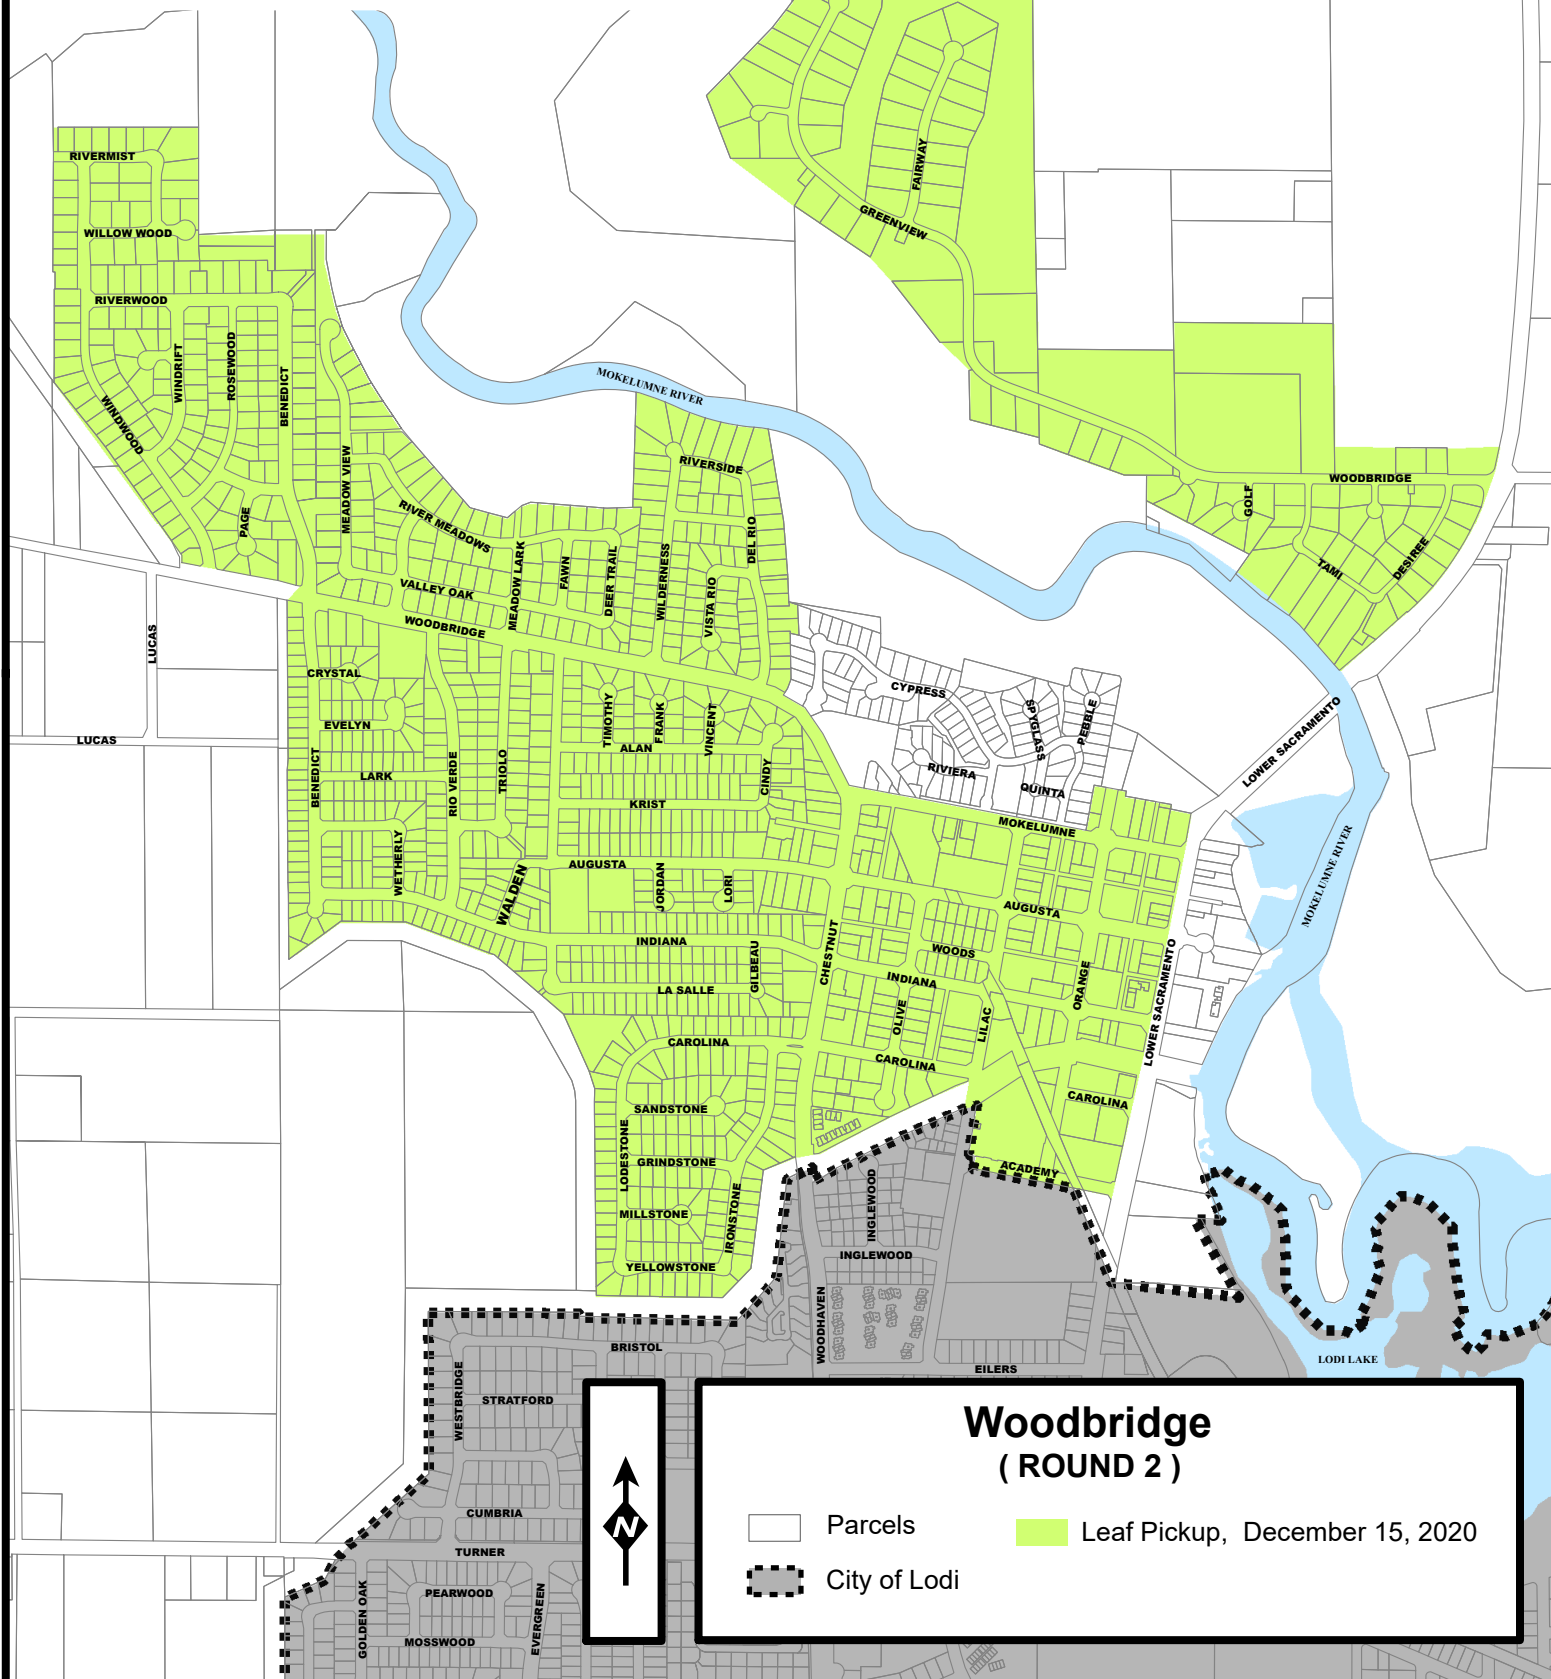 RIVERMIST
FAIRWAY
GREENVIEW
WILLOW WOOD
RIVERWOOD
WINDRIFT
ROSEWOOD
BENEDICT
WINDWOOD
MOKELUMNE RIVER
MEADOW VIEW
RIVERSIDE
WOODBRIDGE
GOLF
PAGE
RIVER MEADOWS
DEL RIO
TAMI
DESIREE
MEADOW LARK
FAWN
DEER TRAIL
WILDERNESS
VISTA RIO
VALLEY OAK
WOODBRIDGE
LUCAS
CRYSTAL
CYPRESS
SPYGLASS
PEBBLE
EVELYN
TIMOTHY
FRANK
VINCENT
LUCAS
ALAN
LOWER SACRAMENTO
BENEDICT
LARK
RIO VERDE
TRIOLO
CINDY
RIVIERA
QUINTA
KRIST
MOKELUMNE
WETHERLY
AUGUSTA
WALDEN
JORDAN
LORI
AUGUSTA
MOKELUMNE RIVER
INDIANA
GILBEAU
CHESTNUT
WOODS
INDIANA
ORANGE
LOWER SACRAMENTO
LA SALLE
OLIVE
LILAC
CAROLINA
CAROLINA
CAROLINA
SANDSTONE
LODESTONE
GRINDSTONE
ACADEMY
MILLSTONE
IRONSTONE
INGLEWOOD
INGLEWOOD
YELLOWSTONE
WOODHAVEN
BRISTOL
EILERS
LODI LAKE
WESTBRIDGE
STRATFORD
CUMBRIA
TURNER
GOLDEN OAK
PEARWOOD
EVERGREEN
MOSSWOOD
N
Woodbridge
( ROUND 2 )
Parcels
Leaf Pickup, December 15, 2020
City of Lodi